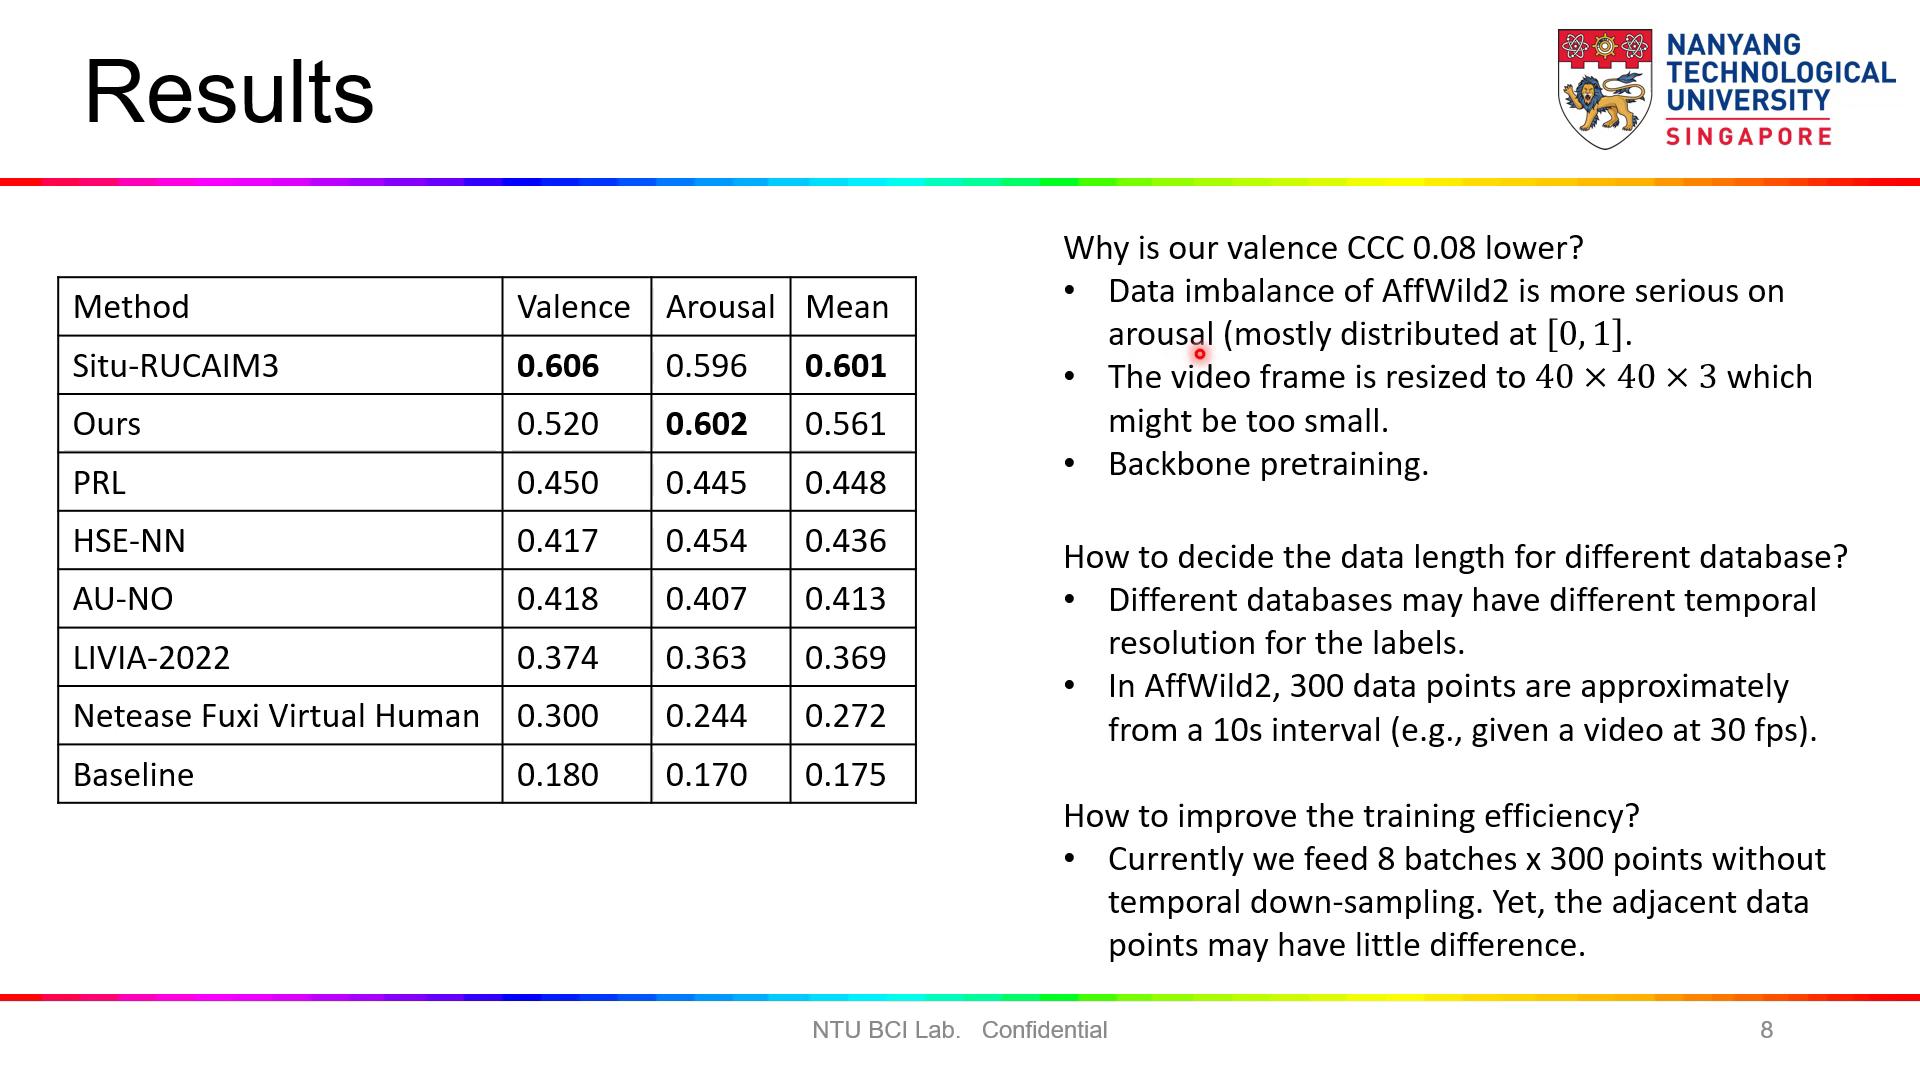 Results
NANYANG
TECHNOLOGICAL
UNIVERSITY
SINGAPORE
Method Valence Arousal Mean
Situ-RUCAIM3 0.606 0.596 0.601
Ours 0.520 0.602 0.561
PRL 0.450 0.445 0.448
HSE-NN 0.417 0.454 0.436
AU-NO 0.418 0.407 0.413
LIVIA-2022 0.374 0.363 0.369
Netease Fuxi Virtual Human 0.300 0.244 0.272
Baseline 0.180 0.170 0.175
Why is our valence CCC 0.08 lower?
• Data imbalance of AffWild2 is more serious on
arousal (mostly distributed at [0, 1].
• The video frame is resized to 40 × 40 × 3 which
might be too small.
• Backbone pretraining.
How to decide the data length for different database?
• Different databases may have different temporal
resolution for the labels.
• In AffWild2, 300 data points are approximately
from a 10s interval (e.g., given a video at 30 fps).
How to improve the training efficiency?
• Currently we feed 8 batches x 300 points without
temporal down-sampling. Yet, the adjacent data
points may have little difference.
NTU BCI Lab. Confidential
8